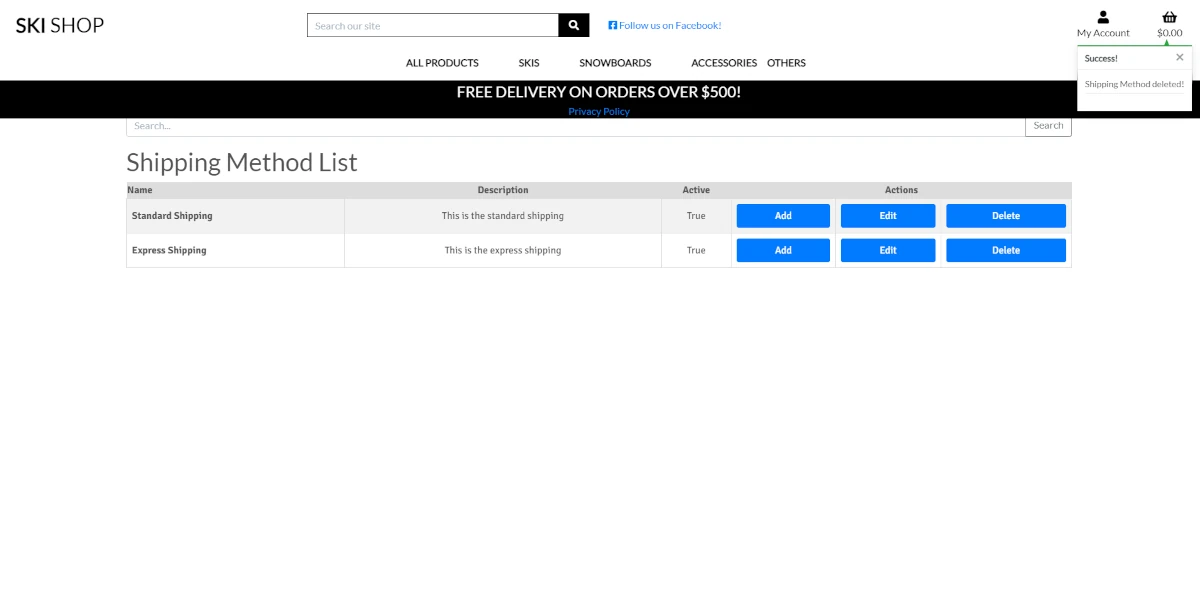 SKI SHOP
Search our site
Follow us on Facebook!
My Account
$0.00
ALL PRODUCTS SKIS SNOWBOARDS ACCESSORIES OTHERS
Success!
Shipping Method deleted!
FREE DELIVERY ON ORDERS OVER $500!
Privacy Policy
Search... Search
Shipping Method List
Name Description Active Actions
Standard Shipping This is the standard shipping True Add Edit Delete
Express Shipping This is the express shipping True Add Edit Delete